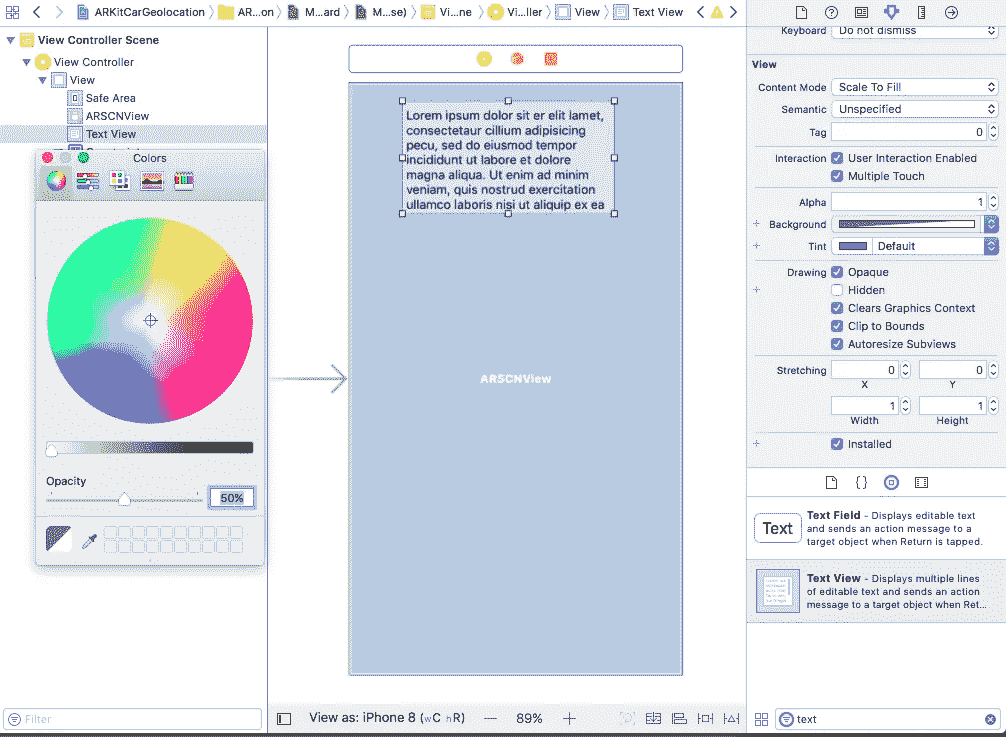 ARKitCarGeolocation
AR...on
M...ard
M...se)
Vi...ne
Vi...ller
View
Text View
View Controller Scene
View Controller
View
Safe Area
ARSCNView
Text View
Colors
Opacity
50%
Filter
Lorem ipsum dolor sit er elit lamet,
consectetaur cillium adipisicing
pecu, sed do eiusmod tempor
incididunt ut labore et dolore
magna aliqua. Ut enim ad minim
veniam, quis nostrud exercitation
ullamco laboris nisi ut aliquip ex ea
ARSCNView
View as: iPhone 8 (wC hR)
89%
Keyboard Do not dismiss
View
Content Mode Scale To Fill
Semantic Unspecified
Tag 0
Interaction User Interaction Enabled
Multiple Touch
Alpha 1
Background
Tint Default
Drawing Opaque
Hidden
Clears Graphics Context
Clip to Bounds
Autoresize Subviews
Stretching 0 0
X Y
1 1
Width Height
Installed
Text
Text Field - Displays editable text
and sends an action message to a
target object when Return is tapped.
Text View - Displays multiple lines
of editable text and sends an action
message to a target object when Ret...
text